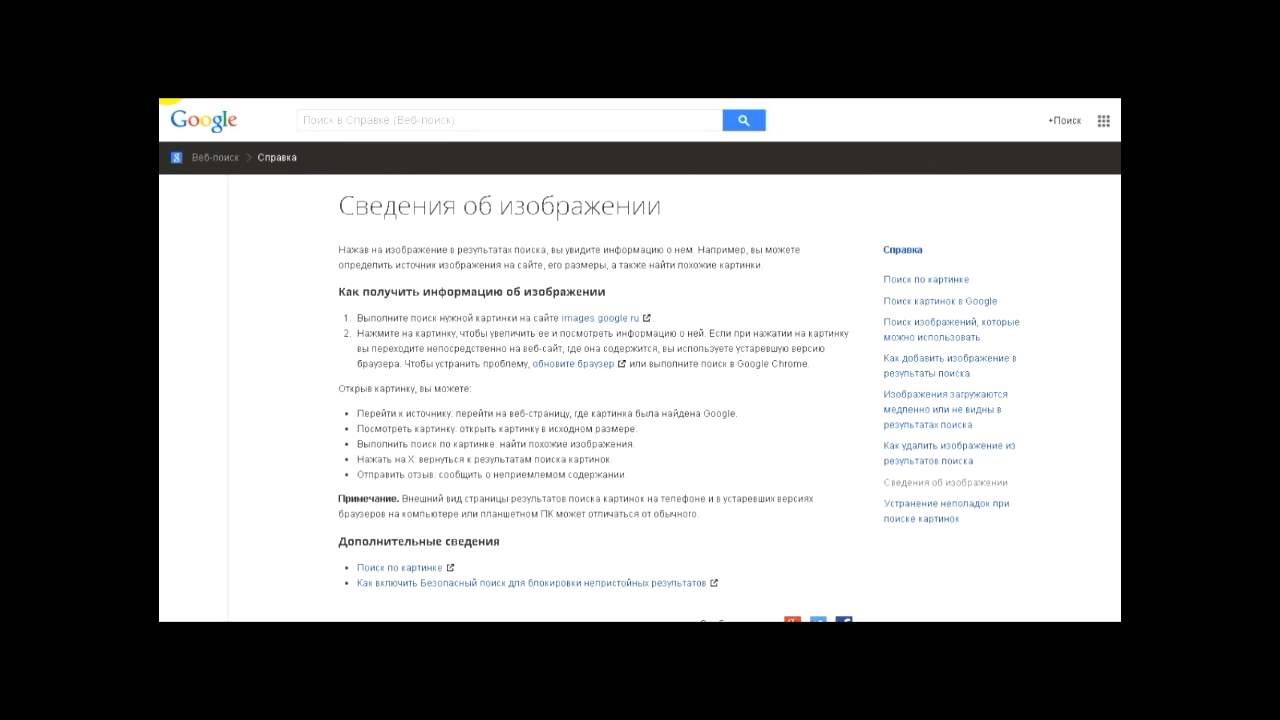 Google
Поиск в Справке (Веб-поиск)
+Поиск
Веб-поиск > Справка
Сведения об изображении
Нажав на изображение в результатах поиска, вы увидите информацию о нем. Например, вы можете
определить источник изображения на сайте, его размеры, а также найти похожие картинки.
Как получить информацию об изображении
1. Выполните поиск нужной картинки на сайте images.google.ru
2. Нажмите на картинку, чтобы увеличить ее и посмотреть информацию о ней. Если при нажатии на картинку
вы переходите непосредственно на веб-сайт, где она содержится, вы используете устаревшую версию
браузера. Чтобы устранить проблему, обновите браузер или выполните поиск в Google Chrome.
Открыв картинку, вы можете:
• Перейти к источнику: перейти на веб-страницу, где картинка была найдена Google.
• Посмотреть картинку: открыть картинку в исходном размере.
• Выполнить поиск по картинке: найти похожие изображения.
• Нажать на X: вернуться к результатам поиска картинок.
• Отправить отзыв: сообщить о неприемлемом содержании.
Примечание. Внешний вид страницы результатов поиска картинок на телефоне и в устаревших версиях
браузеров на компьютере или планшетном ПК может отличаться от обычного.
Дополнительные сведения
• Поиск по картинке
• Как включить Безопасный поиск для блокировки непристойных результатов
Справка
Поиск по картинке
Поиск картинок в Google
Поиск изображений, которые
можно использовать
Как добавить изображение в
результаты поиска
Изображения загружаются
медленно или не видны в
результатах поиска
Как удалить изображение из
результатов поиска
Сведения об изображении
Устранение неполадок при
поиске картинок